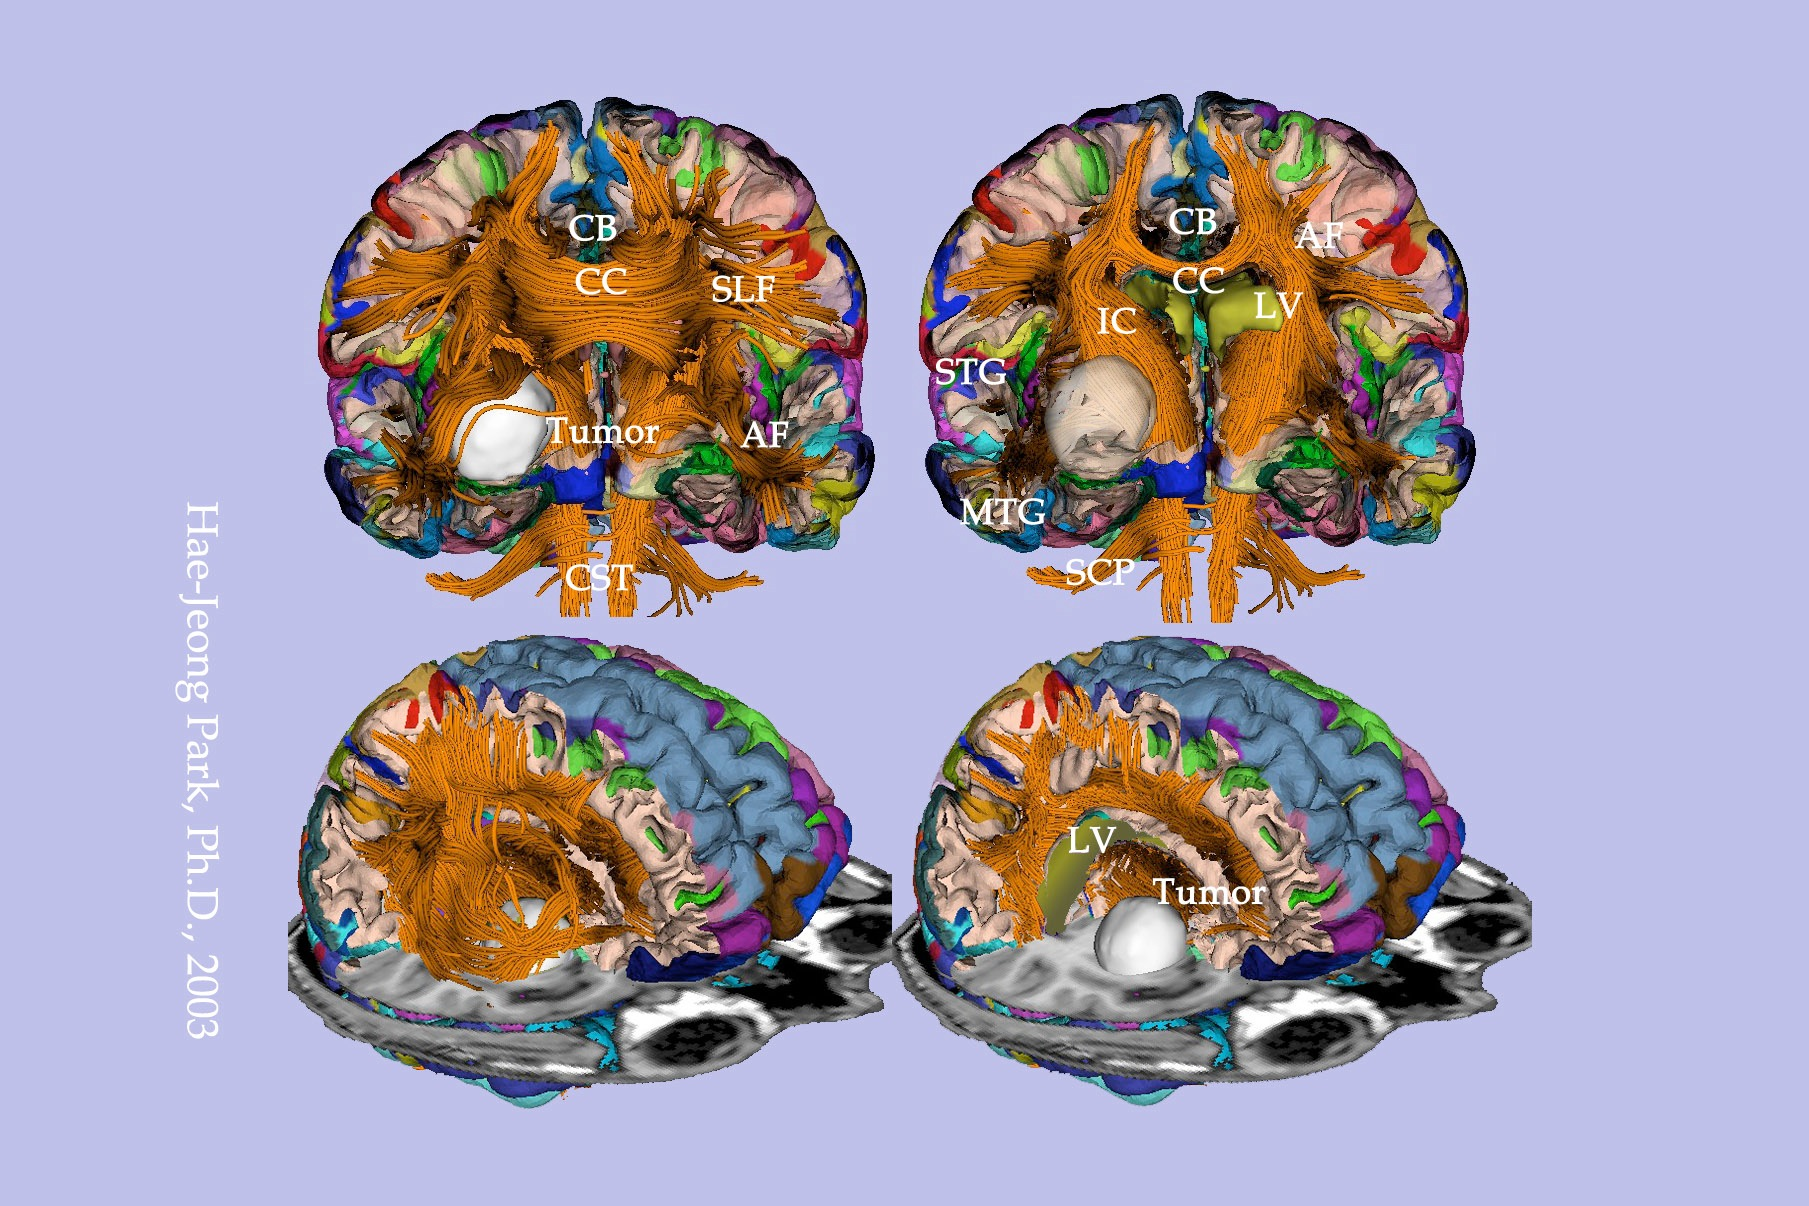 CB
CC
SLF
Tumor
AF
CST
CB
AF
CC
LV
IC
STG
MTG
SCP
Hae-Jeong Park, Ph.D., 2003
LV
Tumor